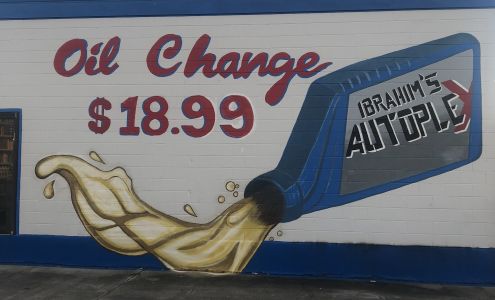 Oil Change
$18.99
IBRAHIM'S
AUTOPLEX